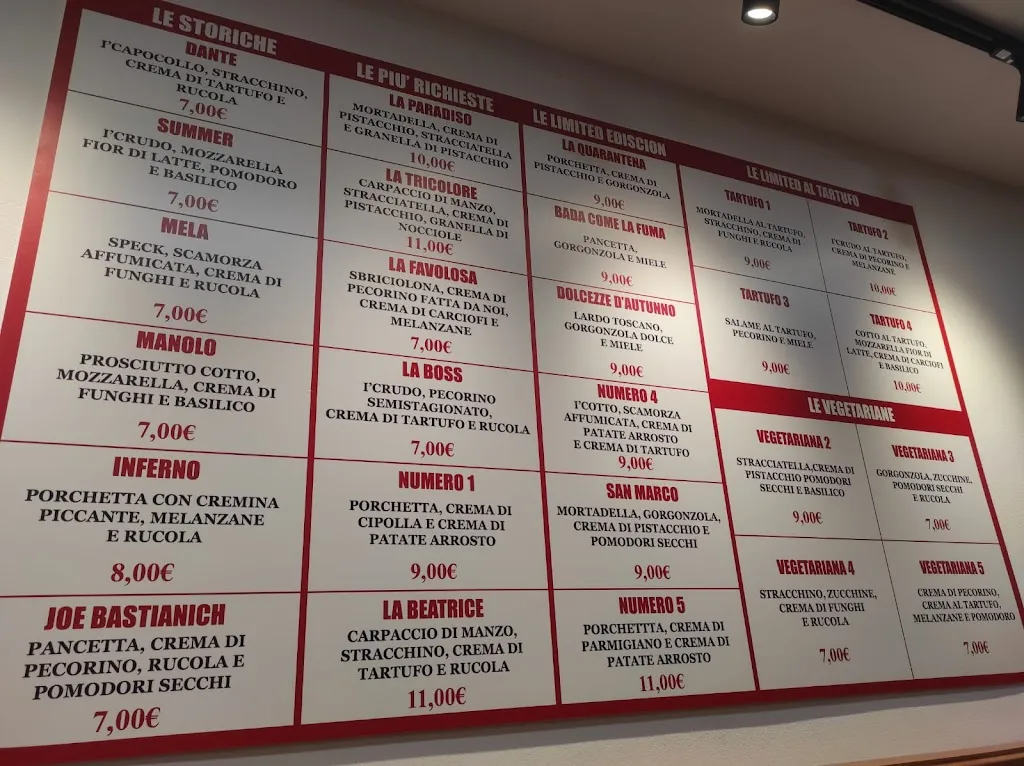 LE STORICHE
DANTE
I'CAPOCOLLO, STRACCHINO,
CREMA DI TARTUFO E
RUCOLA
7,00€
SUMMER
I'CRUDO, MOZZARELLA
FIOR DI LATTE, POMODORO
E BASILICO
7,00€
MELA
SPECK, SCAMORZA
AFFUMICATA, CREMA DI
FUNGHI E RUCOLA
7,00€
MANOLO
PROSCIUTTO COTTO,
MOZZARELLA, CREMA DI
FUNGHI E BASILICO
7,00€
INFERNO
PORCHETTA CON CREMINA
PICCANTE, MELANZANE
E RUCOLA
8,00€
JOE BASTIANICH
PANCETTA, CREMA DI
PECORINO, RUCOLA E
POMODORI SECCHI
7,00€
LE PIU' RICHIESTE
LA PARADISO
MORTADELLA, CREMA DI
PISTACCHIO, STRACCIATELLA
E GRANELLA DI PISTACCHIO
10,00€
LA TRICOLORE
CARPACCIO DI MANZO,
STRACCIATELLA, CREMA DI
PISTACCHIO, GRANELLA DI
NOCCIOLE
11,00€
LA FAVOLOSA
SBRICIOLONA, CREMA DI
PECORINO FATTA DA NOI,
CREMA DI CARCIOFI E
MELANZANE
7,00€
LA BOSS
I'CRUDO, PECORINO
SEMISTAGIONATO,
CREMA DI TARTUFO E RUCOLA
7,00€
NUMERO 1
PORCHETTA, CREMA DI
CIPOLLA E CREMA DI
PATATE ARROSTO
9,00€
LA BEATRICE
CARPACCIO DI MANZO,
STRACCHINO, CREMA DI
TARTUFO E RUCOLA
11,00€
LE LIMITED EDISCION
LA QUARANTENA
PORCHETTA, CREMA DI
PISTACCHIO E GORGONZOLA
9,00€
BADA COME LA FUMA
PANCETTA,
GORGONZOLA E MIELE
9,00€
DOLCEZZE D'AUTUNNO
LARDO TOSCANO,
GORGONZOLA DOLCE
E MIELE
9,00€
NUMERO 4
I'COTTO, SCAMORZA
AFFUMICATA, CREMA DI
PATATE ARROSTO
E CREMA DI TARTUFO
9,00€
SAN MARCO
MORTADELLA, GORGONZOLA,
CREMA DI PISTACCHIO E
POMODORI SECCHI
9,00€
NUMERO 5
PORCHETTTA, CREMA DI
PARMIGIANO E CREMA DI
PATATE ARROSTO
11,00€
LE LIMITED AL TARTUFO
TARTUFO 1
MORTADELLA AL TARTUFO,
STRACCHINO, CREMA DI
FUNGHI E RUCOLA
9,00€
TARTUFO 2
I'CRUDO AL TARTUFO,
CREMA DI PECORINO E
MELANZANE
10,00€
TARTUFO 3
SALAME AL TARTUFO,
PECORINO E MIELE
9,00€
TARTUFO 4
COTTO AL TARTUFO,
MOZZARELLA FIOR DI
LATTE, CREMA DI CARCIOFI
E BASILICO
10,00€
LE VEGETARIANE
VEGETARIANA 2
STRACCIATELLA,CREMA DI
PISTACCHIO POMODORI
SECCHI E BASILICO
9,00€
VEGETARIANA 3
GORGONZOLA, ZUCCHINE,
POMODORI SECCHI
E RUCOLA
7,00€
VEGETARIANA 4
STRACCHINO, ZUCCHINE,
CREMA DI FUNGHI
E RUCOLA
7,00€
VEGETARIANA 5
CREMA DI PECORINO,
CREMA AL TARTUFO,
MELANZANE E POMODORO
7,00€